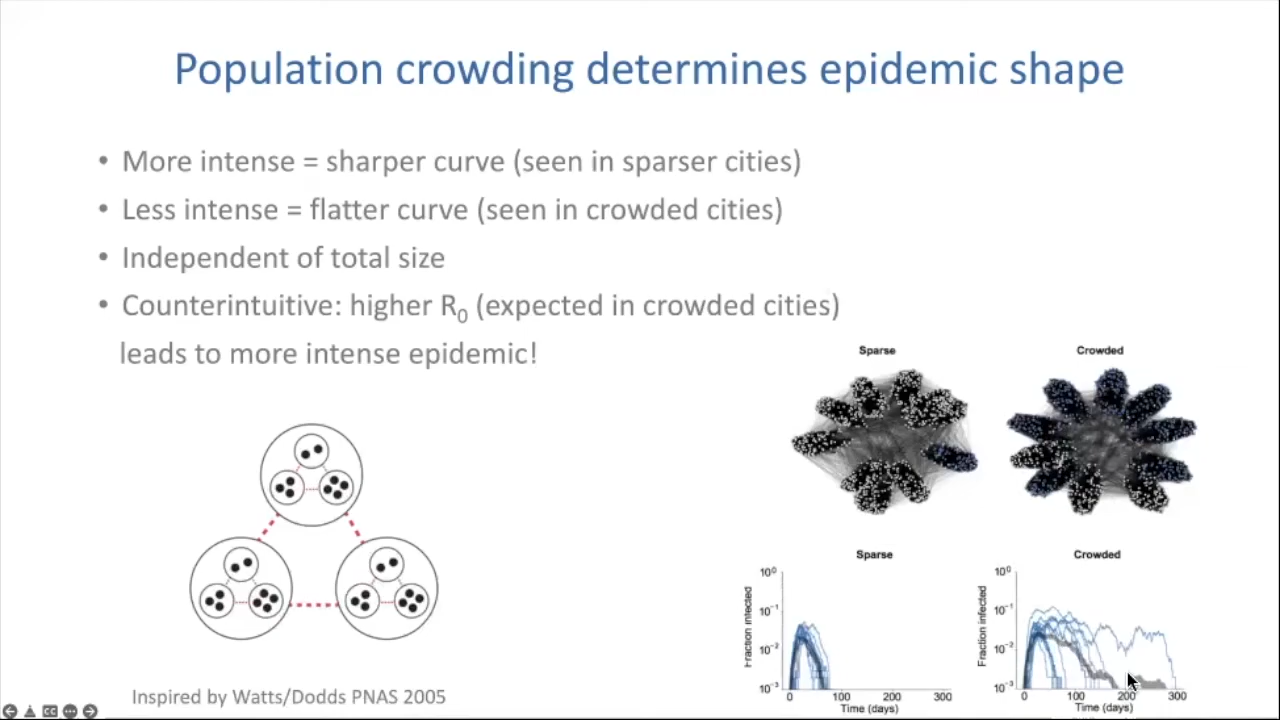 Population crowding determines epidemic shape
• More intense = sharper curve (seen in sparser cities)
• Less intense = flatter curve (seen in crowded cities)
• Independent of total size
• Counterintuitive: higher R0 (expected in crowded cities)
leads to more intense epidemic!
Sparse
Crowded
Sparse
Crowded
Fraction infected
10^0
10^-1
10^-2
10^-3
0 100 200 300
Time (days)
Fraction infected
10^0
10^-1
10^-2
10^-3
0 100 200 300
Time (days)
Inspired by Watts/Dodds PNAS 2005
CC